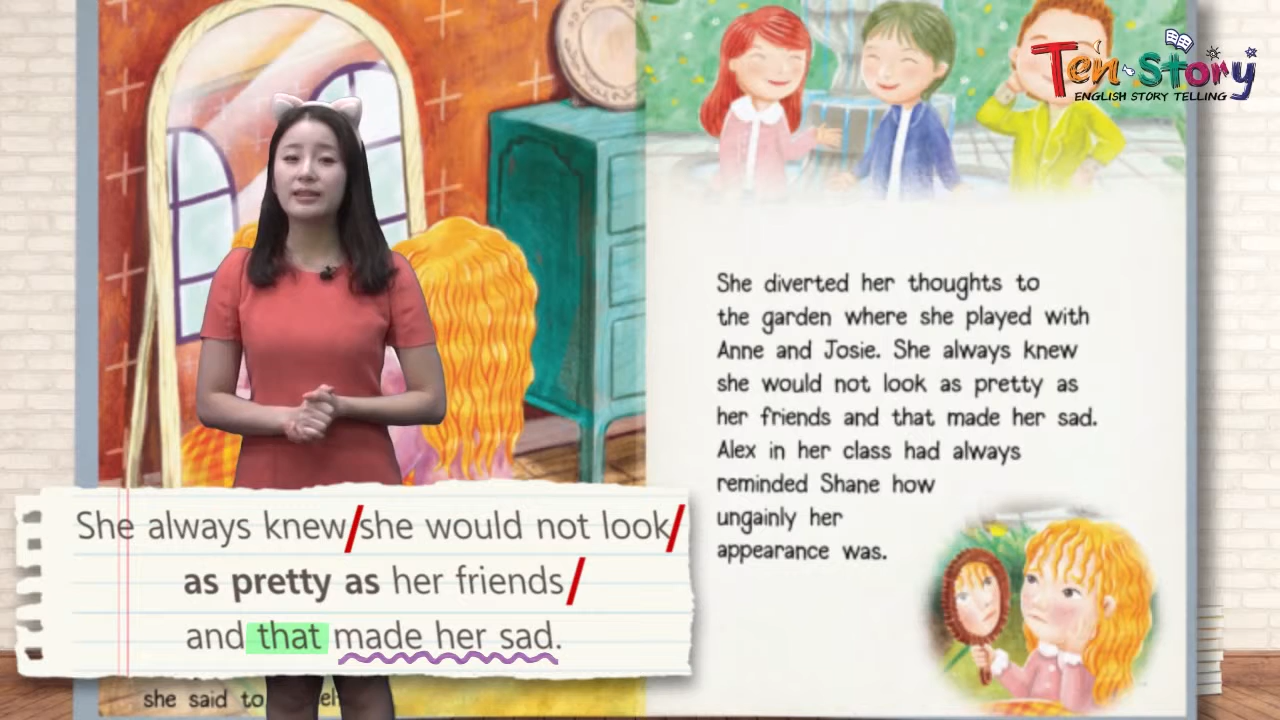 Ten Story
ENGLISH STORY TELLING
She diverted her thoughts to
the garden where she played with
Anne and Josie. She always knew
she would not look as pretty as
her friends and that made her sad.
Alex in her class had always
reminded Shane how
ungainly her
appearance was.
She always knew/she would not look/
as pretty as her friends/
and that made her sad.
she said to